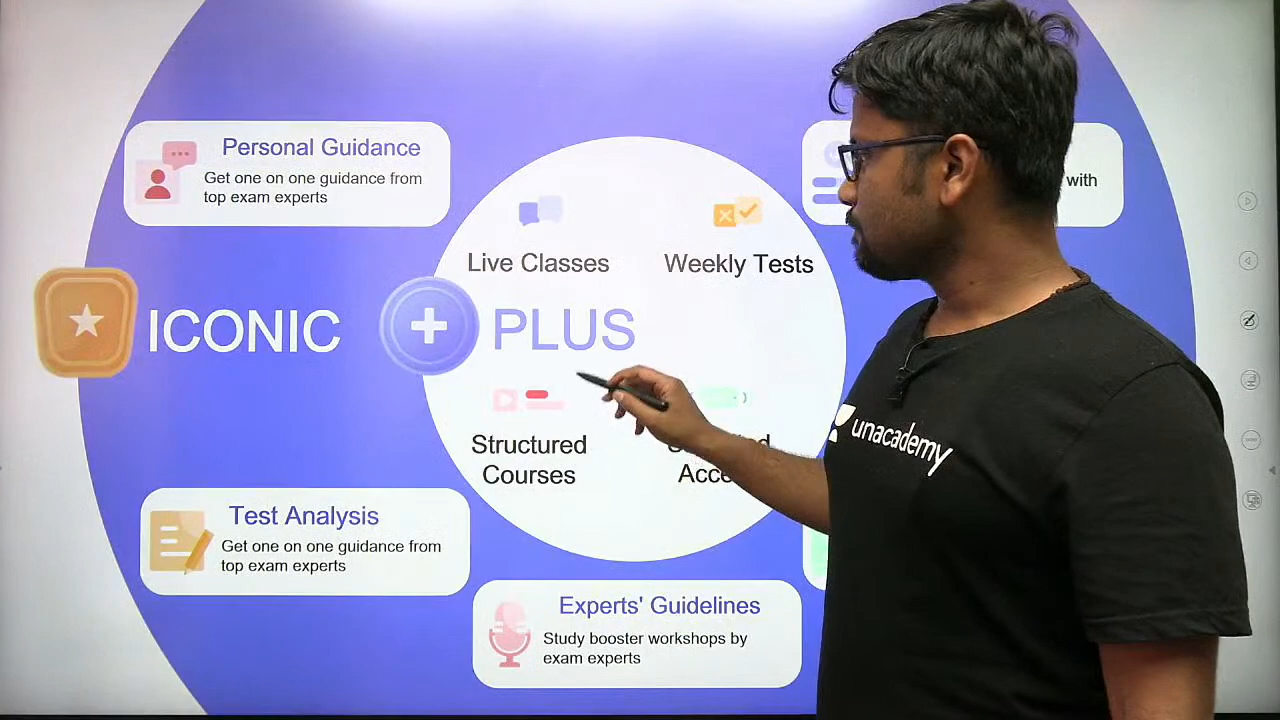 Personal Guidance
Get one on one guidance from
top exam experts
with
Live Classes
Weekly Tests
ICONIC
+ PLUS
Structured
Courses
Test Analysis
Get one on one guidance from
top exam experts
Experts' Guidelines
Study booster workshops by
exam experts
unacademy